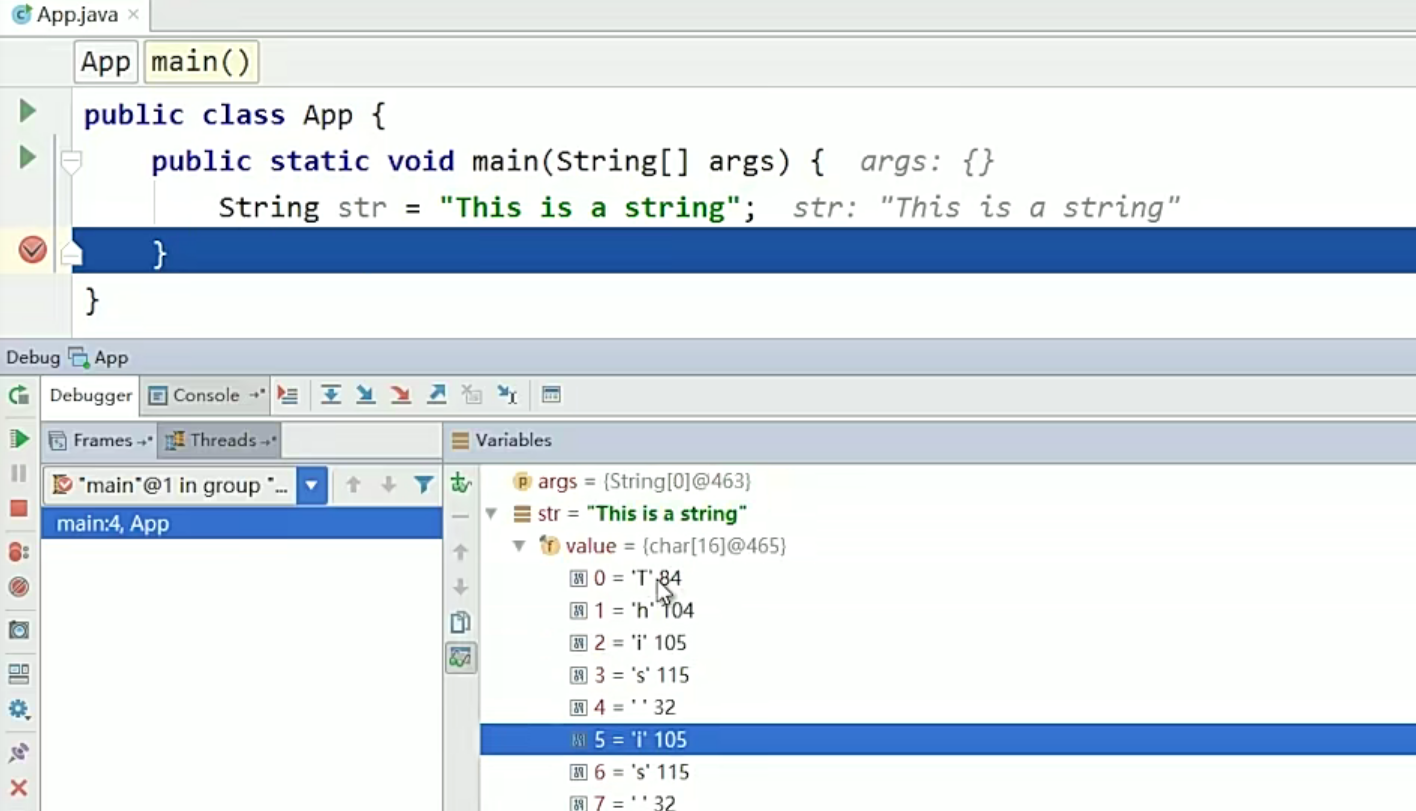 App.java
App main()
public class App {
public static void main(String[] args) { args: {}
String str = "This is a string"; str: "This is a string"
}
}
Debug App
Debugger Console
Frames Threads
Variables
"main"@1 in group "...
main:4, App
args = {String[0]@463}
str = "This is a string"
value = {char[16]@465}
0 = 'T' 84
1 = 'h' 104
2 = 'i' 105
3 = 's' 115
4 = ' ' 32
5 = 'i' 105
6 = 's' 115
7 = ' ' 32